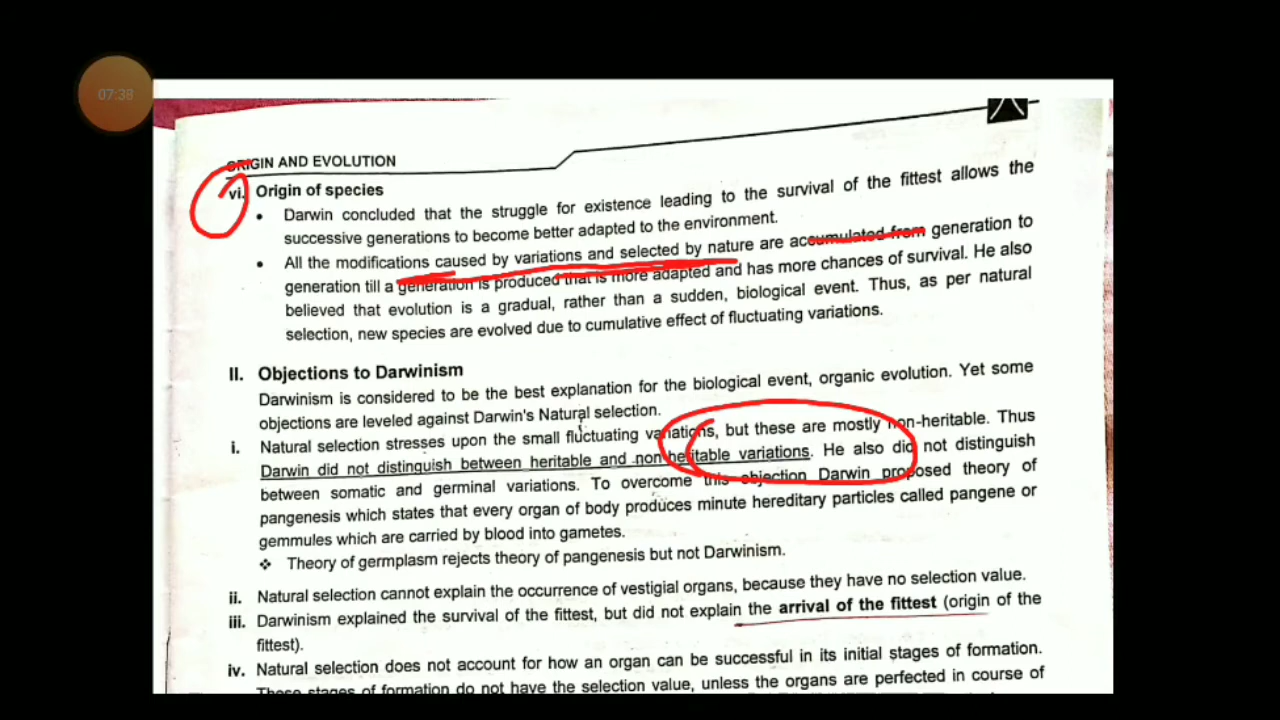 07:38
ORIGIN AND EVOLUTION
vi. Origin of species
• Darwin concluded that the struggle for existence leading to the survival of the fittest allows the
successive generations to become better adapted to the environment.
• All the modifications caused by variations and selected by nature are accumulated from generation to
generation till a generation is produced that is more adapted and has more chances of survival. He also
believed that evolution is a gradual, rather than a sudden, biological event. Thus, as per natural
selection, new species are evolved due to cumulative effect of fluctuating variations.
II. Objections to Darwinism
Darwinism is considered to be the best explanation for the biological event, organic evolution. Yet some
objections are leveled against Darwin's Natural selection.
i. Natural selection stresses upon the small fluctuating variations, but these are mostly non-heritable. Thus
Darwin did not distinguish between heritable and non-heritable variations. He also did not distinguish
between somatic and germinal variations. To overcome this objection Darwin proposed theory of
pangenesis which states that every organ of body produces minute hereditary particles called pangene or
gemmules which are carried by blood into gametes.
❖ Theory of germplasm rejects theory of pangenesis but not Darwinism.
ii. Natural selection cannot explain the occurrence of vestigial organs, because they have no selection value.
iii. Darwinism explained the survival of the fittest, but did not explain the arrival of the fittest (origin of the
fittest).
iv. Natural selection does not account for how an organ can be successful in its initial stages of formation.
These stages of formation do not have the selection value, unless the organs are perfected in course of